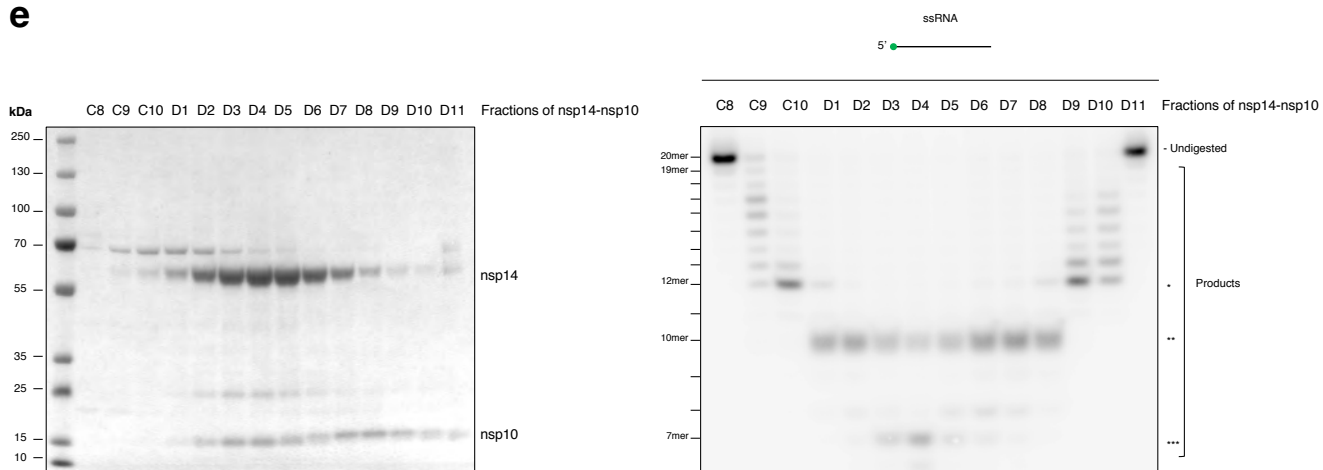 e
ssRNA
5'
kDa
C8 C9 C10 D1 D2 D3 D4 D5 D6 D7 D8 D9 D10 D11 Fractions of nsp14-nsp10
250
130
100
70
55
35
25
15
10
nsp14
nsp10
C8 C9 C10 D1 D2 D3 D4 D5 D6 D7 D8 D9 D10 D11 Fractions of nsp14-nsp10
20mer
19mer
12mer
10mer
7mer
- Undigested
Products
*
**
***